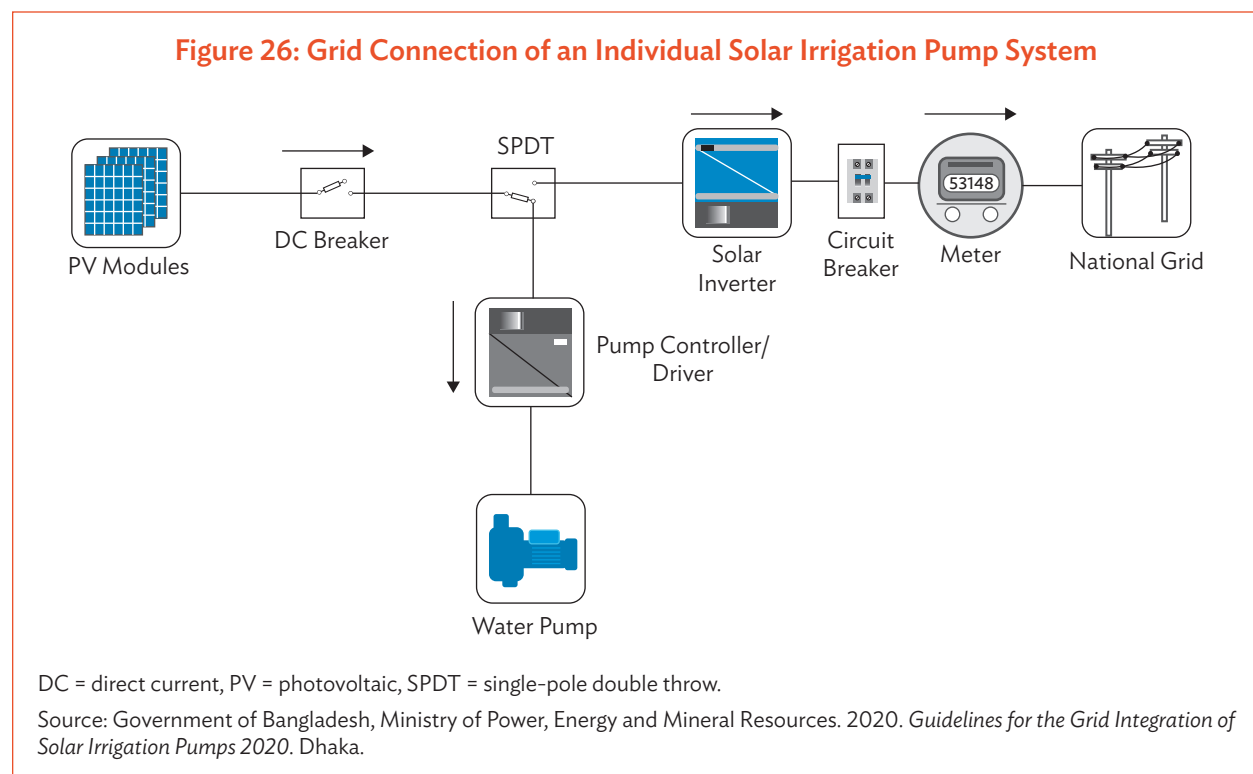 Figure 26: Grid Connection of an Individual Solar Irrigation Pump System
SPDT
53148
DC Breaker
PV Modules
Solar
Inverter
Circuit
Breaker
Meter
National Grid
Pump Controller/
Driver
Water Pump
DC = direct current, PV = photovoltaic, SPDT = single-pole double throw.
Source: Government of Bangladesh, Ministry of Power, Energy and Mineral Resources. 2020. Guidelines for the Grid Integration of
Solar Irrigation Pumps 2020. Dhaka.